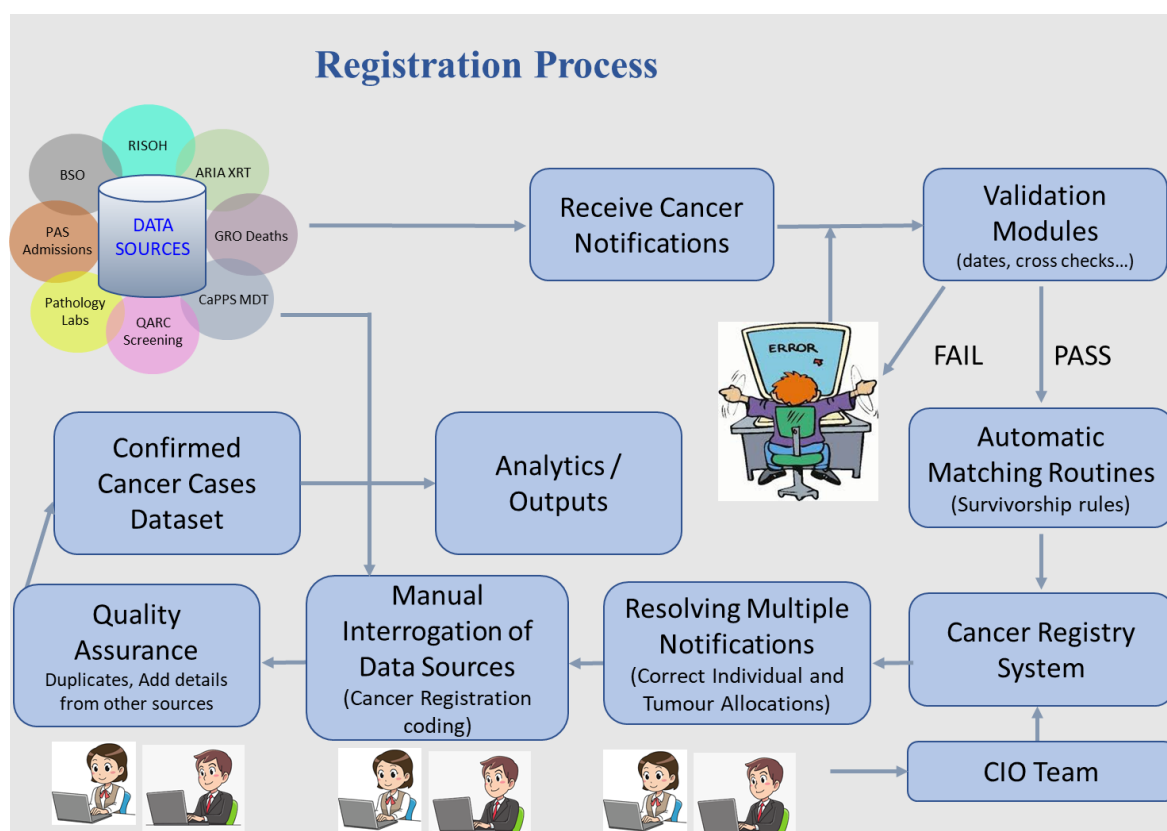 Registration Process
RISOH
BSO
ARIA XRT
PAS
Admissions
DATA
SOURCES
GRO Deaths
Pathology
Labs
CaPPS MDT
QARC
Screening
Receive Cancer
Notifications
Validation
Modules
(dates, cross checks...)
ERROR
FAIL
PASS
Automatic
Matching Routines
(Survivorship rules)
Confirmed
Cancer Cases
Dataset
Analytics /
Outputs
Quality
Assurance
Duplicates, Add details
from other sources
Manual
Interrogation of
Data Sources
(Cancer Registration
coding)
Resolving Multiple
Notifications
(Correct Individual and
Tumour Allocations)
Cancer Registry
System
CIO Team